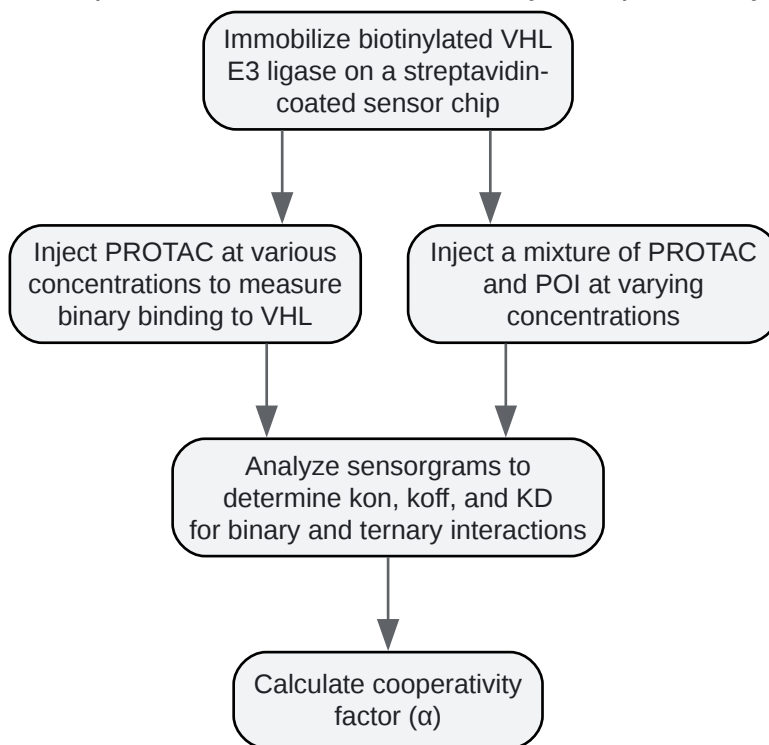 Immobilize biotinylated VHL
E3 ligase on a streptavidin-
coated sensor chip
Inject PROTAC at various
concentrations to measure
binary binding to VHL
Inject a mixture of PROTAC
and POI at varying
concentrations
Analyze sensorgrams to
determine kon, koff, and KD
for binary and ternary interactions
Calculate cooperativity
factor (α)